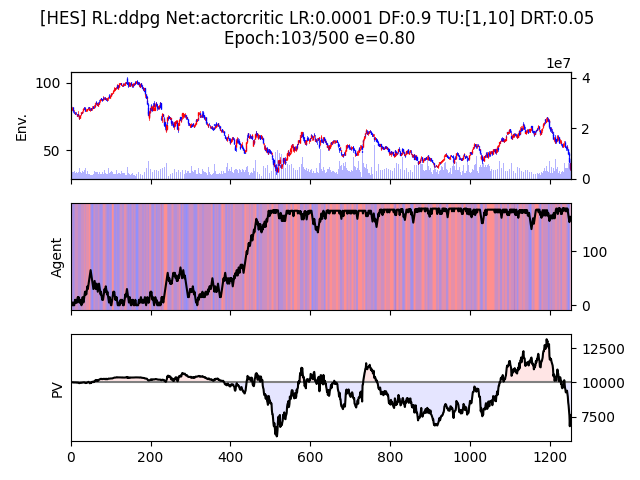 [HES] RL:ddpg Net:actorcritic LR:0.0001 DF:0.9 TU:[1,10] DRT:0.05
Epoch:103/500 e=0.80
1e7
100
50
Env.
4
2
0
Agent
100
0
PV
12500
10000
7500
0
200
400
600
800
1000
1200